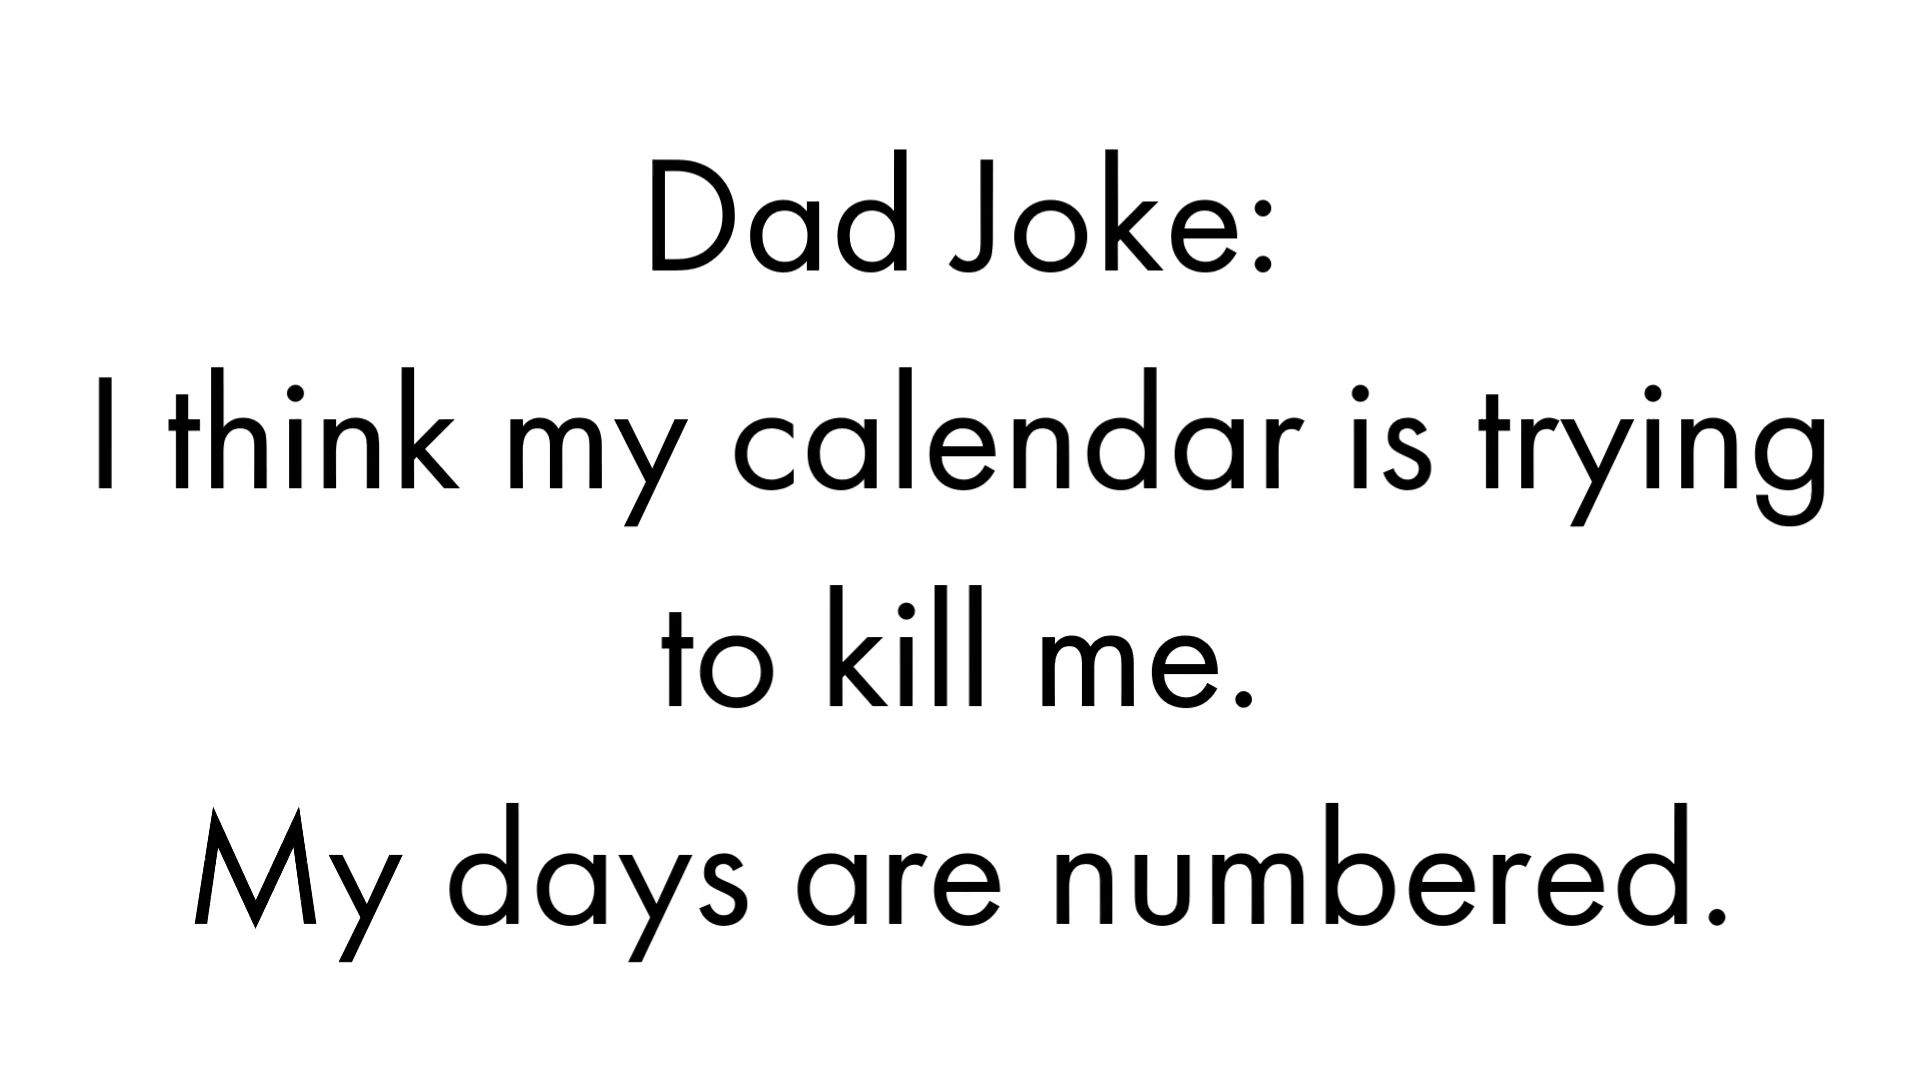 Dad Joke:
I think my calendar is trying
to kill me.
My days are numbered.